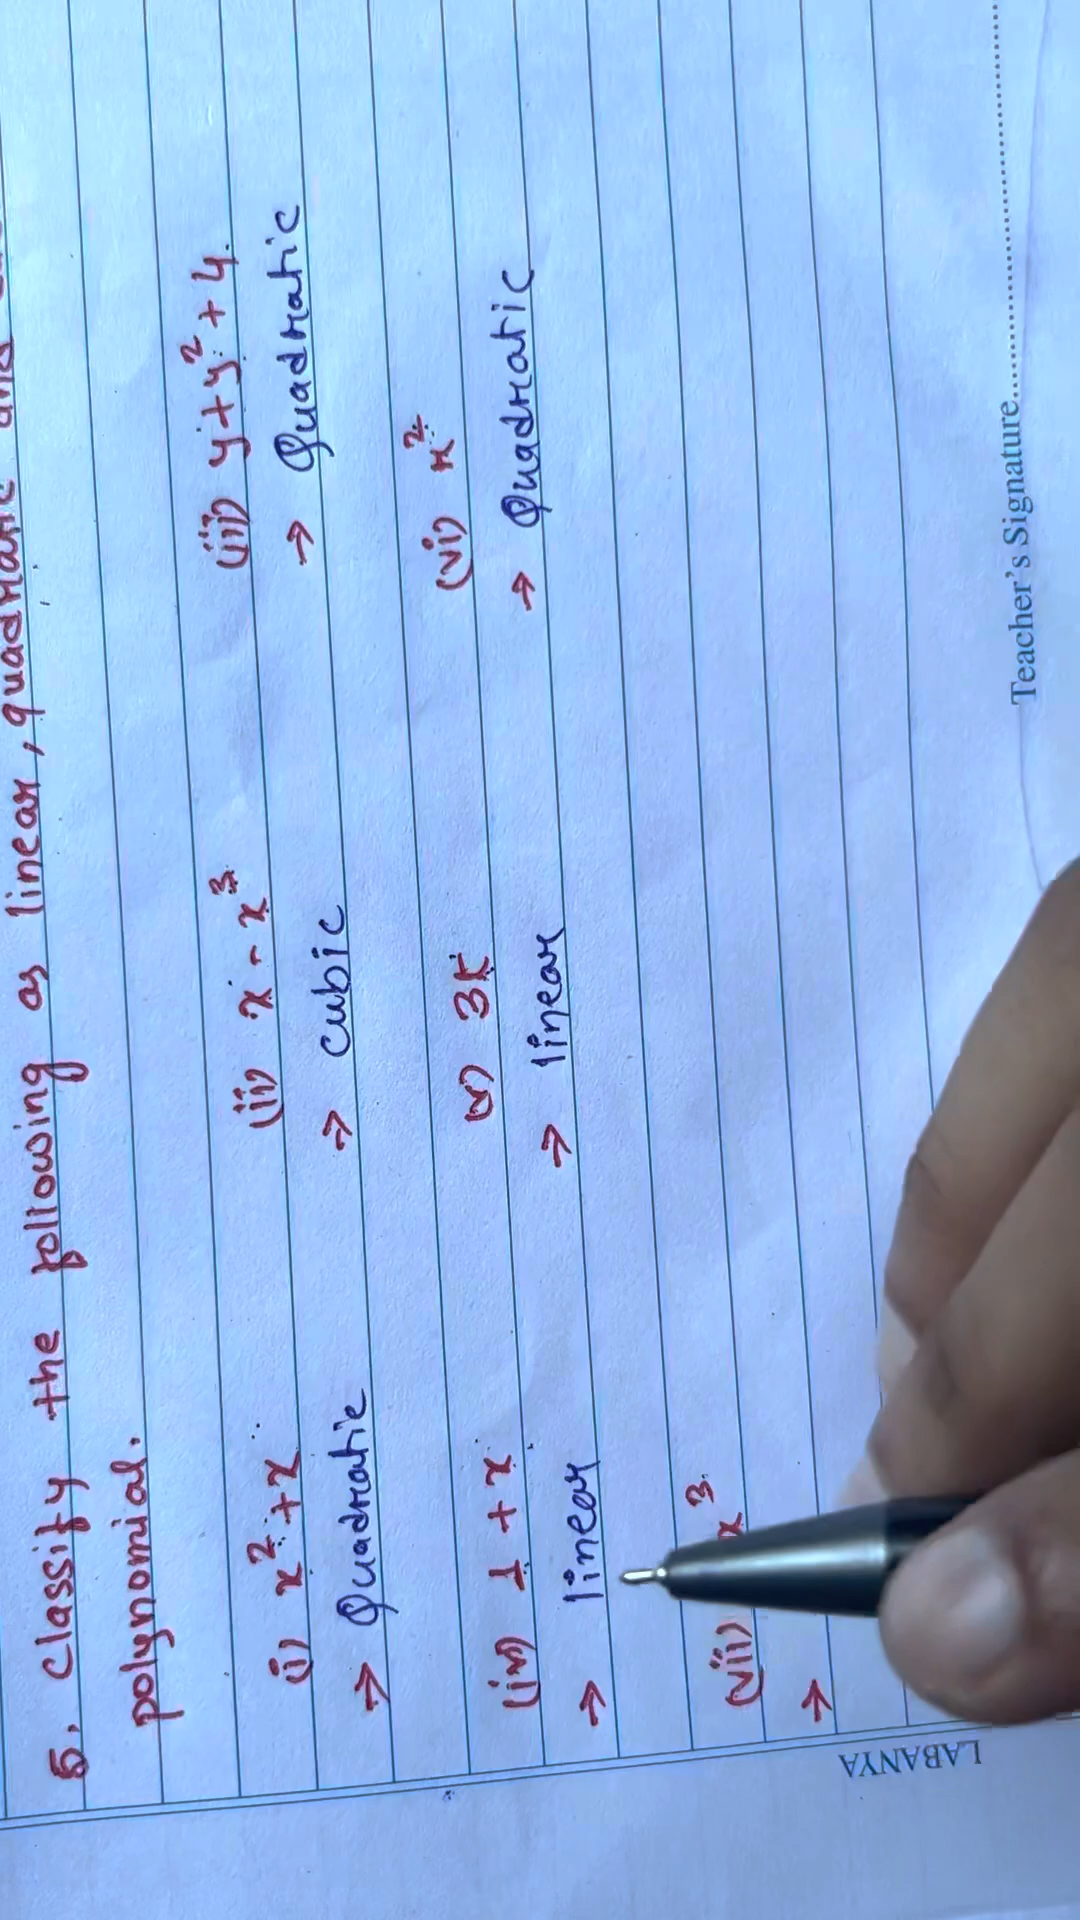 5. Classify the following as linear, quadratic and
polynomial.
(i) x² + x (ii) x - x³ (iii) y + y² + 4.
→ Quadratic → cubic → Quadratic
(iv) 1 + x (v) 3t (vi) r²
→ linear → linear → Quadratic
(vii) x³
→
Teacher's Signature
LABANYA